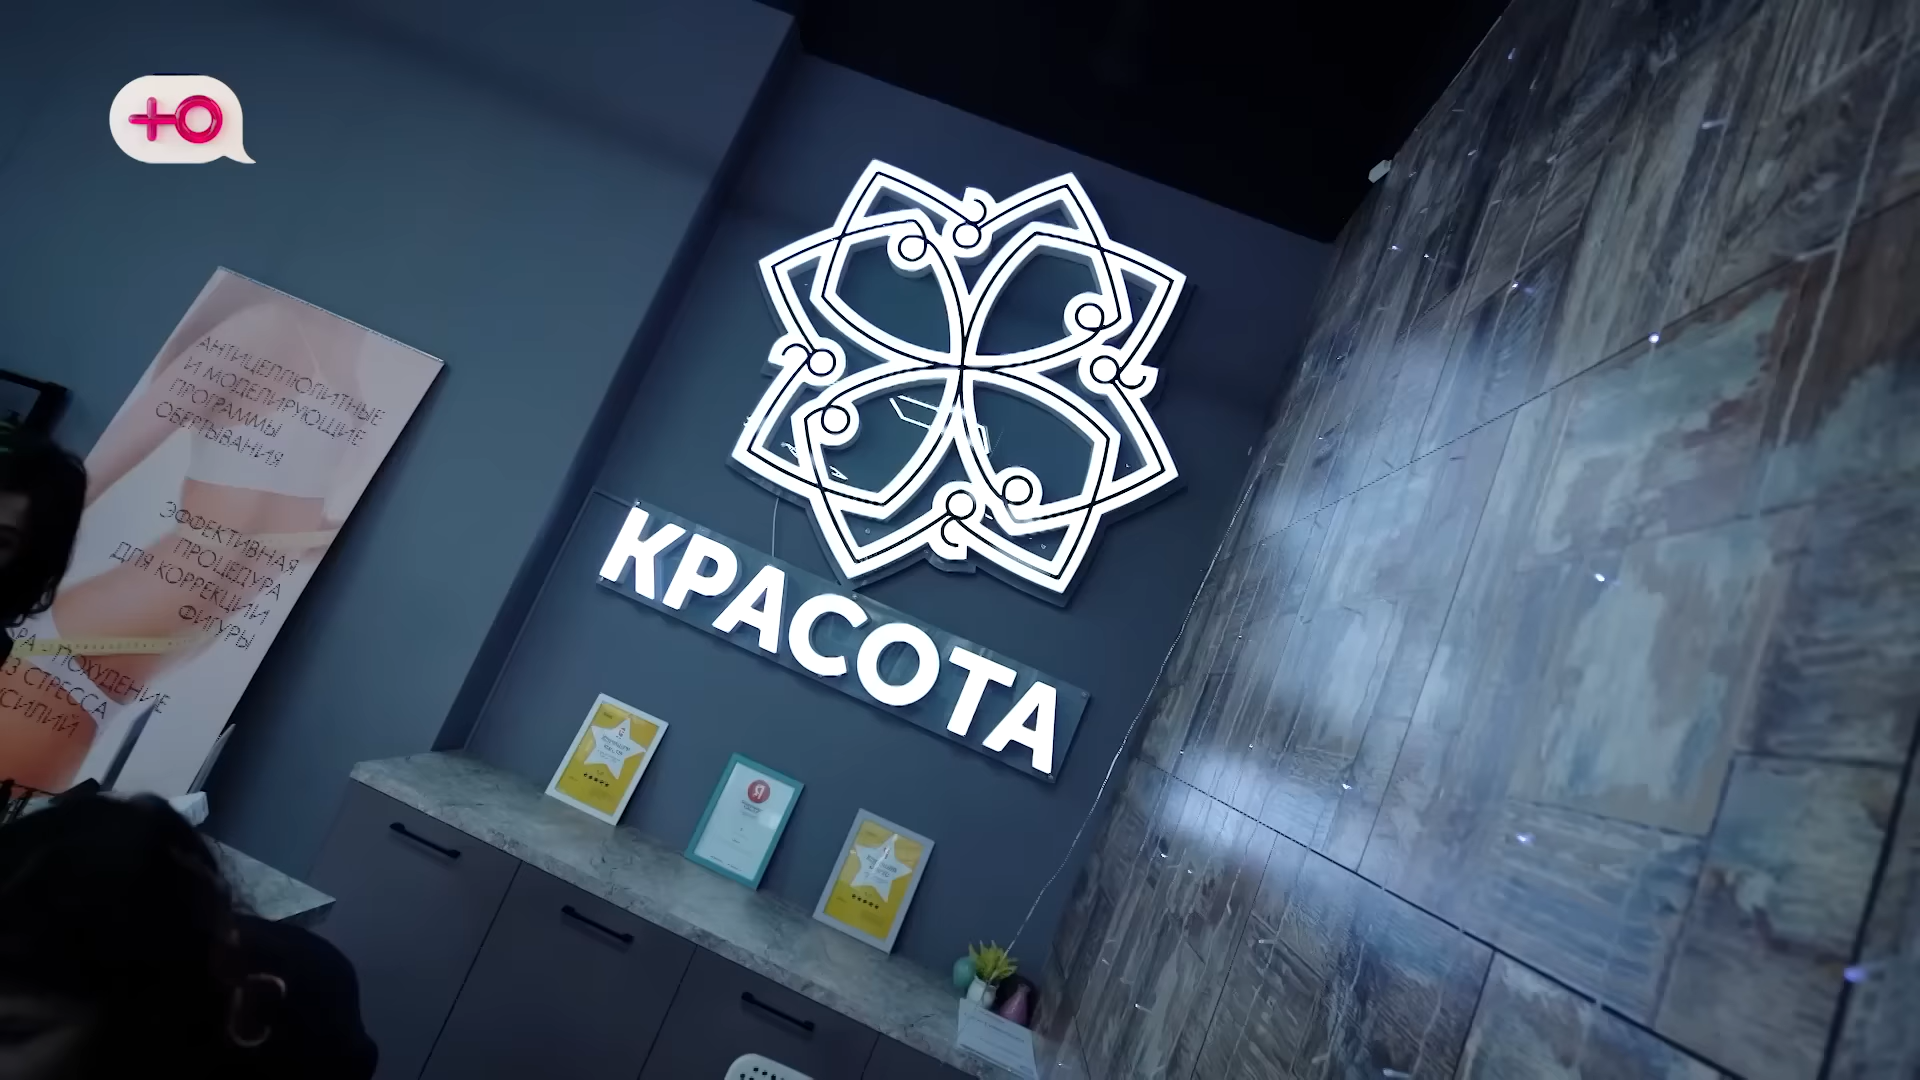 Ю
АНТИЦЕЛЛЮЛИТНЫЕ
И МОДЕЛИРУЮЩИЕ
ПРОГРАММЫ
ОБЕРТЫВАНИЯ
ЭФФЕКТИВНАЯ
ПРОЦЕДУРА
ДЛЯ КОРРЕКЦИИ
ФИГУРЫ
ПОХУДЕНИЕ
СТРЕССА
КРАСОТА
Я